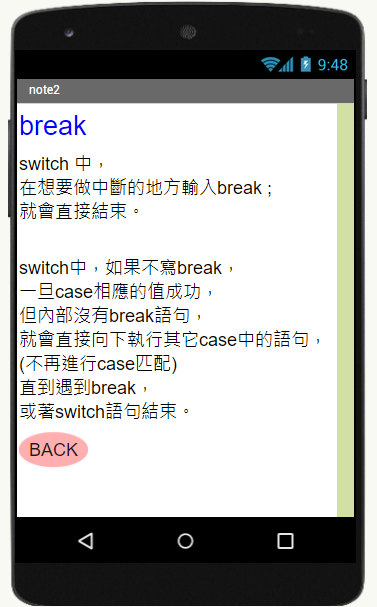 9:48
note2
break
switch 中，
在想要做中斷的地方輸入break ;
就會直接結束。
switch中，如果不寫break，
一旦case相應的值成功，
但內部沒有break語句，
就會直接向下執行其它case中的語句，
(不再進行case匹配)
直到遇到break，
或著switch語句結束。
BACK